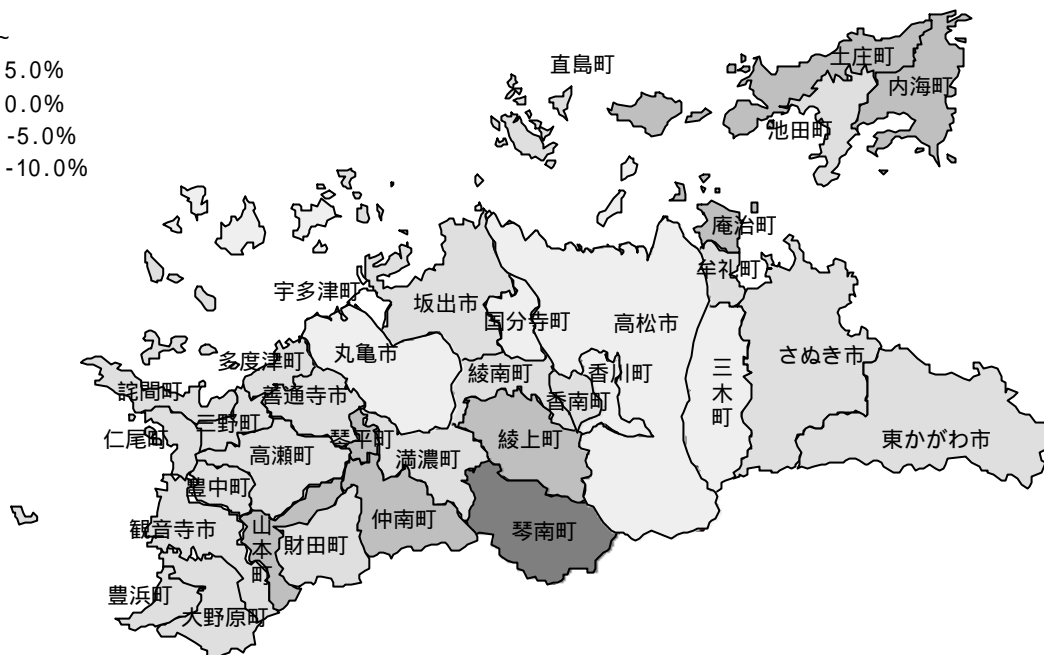 ~
5.0%
0.0%
-5.0%
-10.0%
直島町
土庄町
内海町
池田町
庵治町
牟礼町
宇多津町
坂出市
国分寺町
高松市
さぬき市
丸亀市
多度津町
綾南町
香川町
三木町
詫間町
善通寺市
香南町
三野町
仁尾町
琴平町
綾上町
東かがわ市
高瀬町
満濃町
豊中町
観音寺市
山本町
財田町
仲南町
琴南町
豊浜町
大野原町